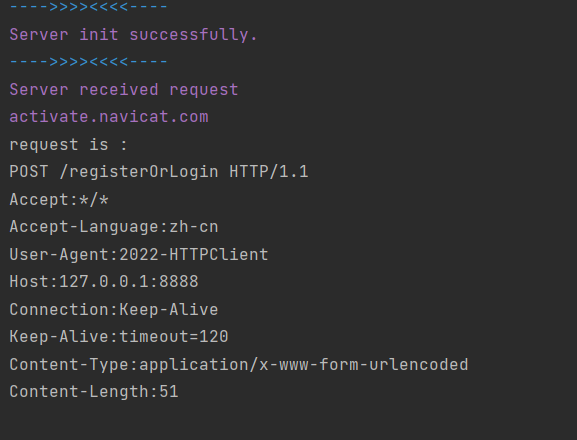 ---->>>><<<<----
Server init successfully.
---->>>><<<<----
Server received request
activate.navicat.com
request is :
POST /registerOrLogin HTTP/1.1
Accept:*/*
Accept-Language:zh-cn
User-Agent:2022-HTTPClient
Host:127.0.0.1:8888
Connection:Keep-Alive
Keep-Alive:timeout=120
Content-Type:application/x-www-form-urlencoded
Content-Length:51